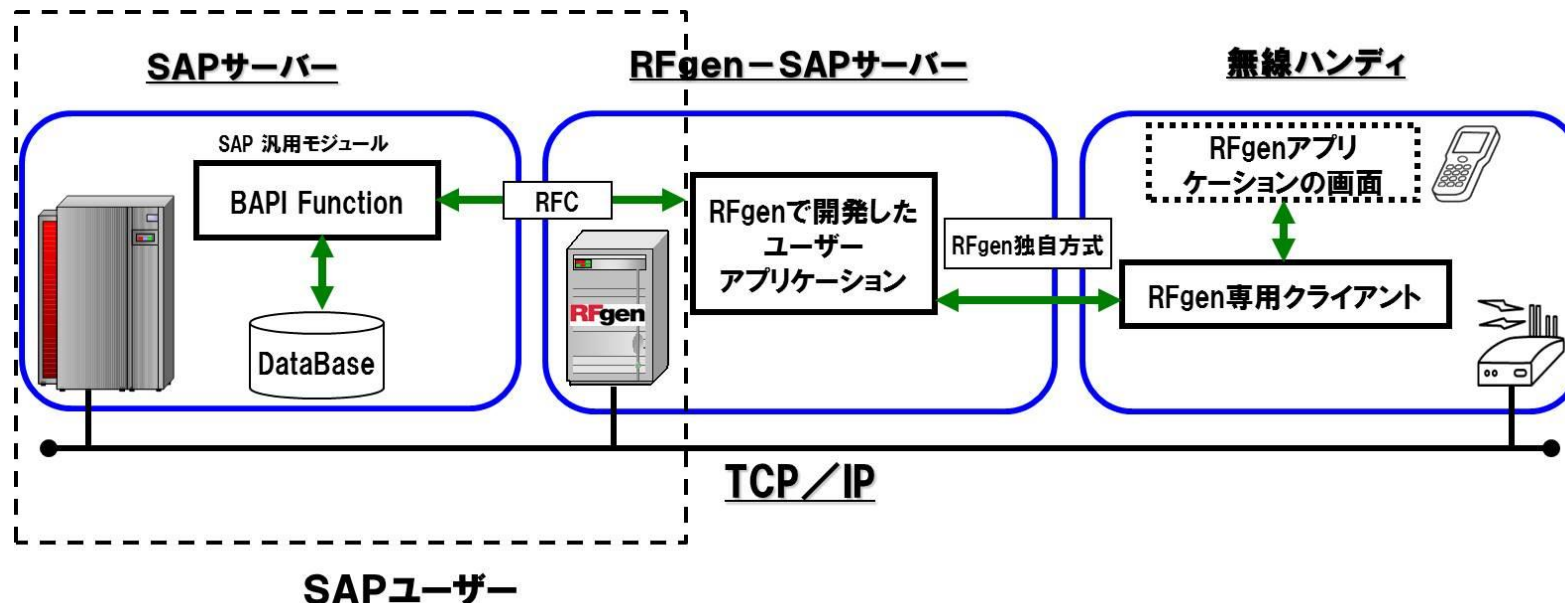 SAPサーバー
RFgen－SAPサーバー
無線ハンディ
SAP 汎用モジュール
BAPI Function
DataBase
RFC
RFgen
RFgenで開発した
ユーザー
アプリケーション
RFgen独自方式
RFgenアプリ
ケーションの画面
RFgen専用クライアント
TCP／IP
SAPユーザー